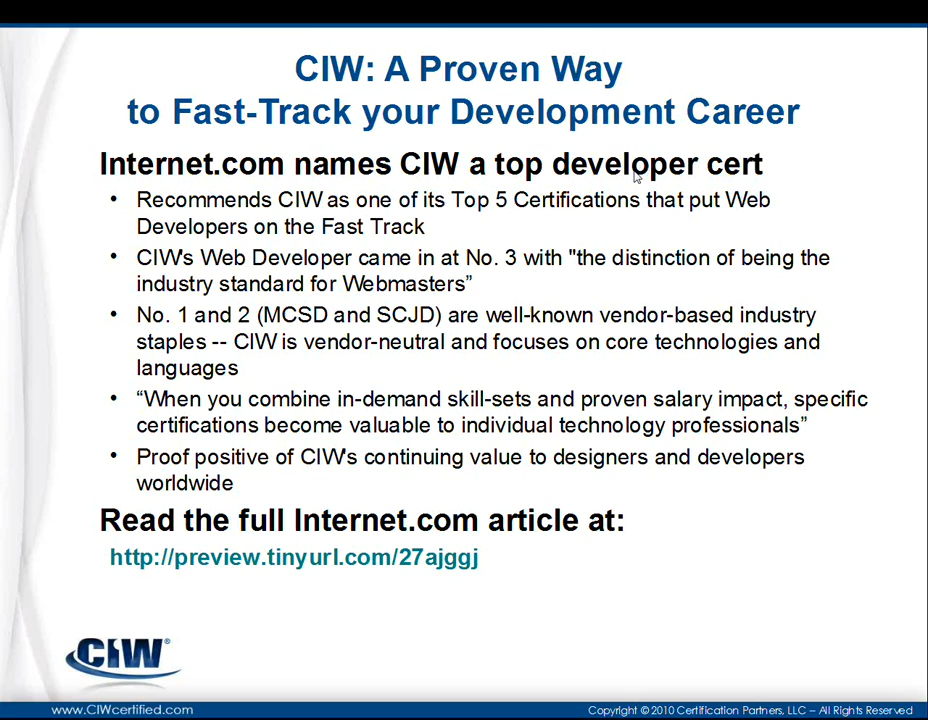 CIW: A Proven Way
to Fast-Track your Development Career
Internet.com names CIW a top developer cert
• Recommends CIW as one of its Top 5 Certifications that put Web
Developers on the Fast Track
• CIW's Web Developer came in at No. 3 with "the distinction of being the
industry standard for Webmasters”
• No. 1 and 2 (MCSD and SCJD) are well-known vendor-based industry
staples -- CIW is vendor-neutral and focuses on core technologies and
languages
• “When you combine in-demand skill-sets and proven salary impact, specific
certifications become valuable to individual technology professionals”
• Proof positive of CIW's continuing value to designers and developers
worldwide
Read the full Internet.com article at:
http://preview.tinyurl.com/27ajggj
CIW®
www.CIWcertified.com
Copyright © 2010 Certification Partners, LLC – All Rights Reserved